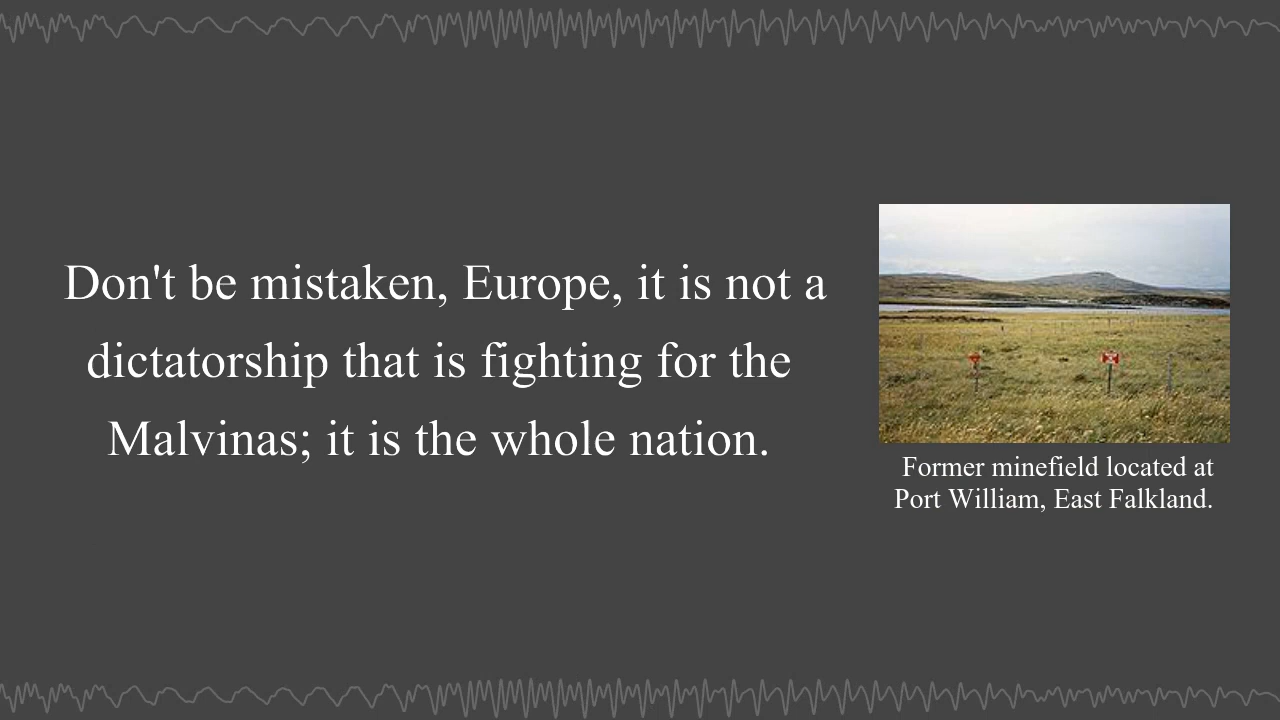 Don't be mistaken, Europe, it is not a
dictatorship that is fighting for the
Malvinas; it is the whole nation.
Former minefield located at
Port William, East Falkland.